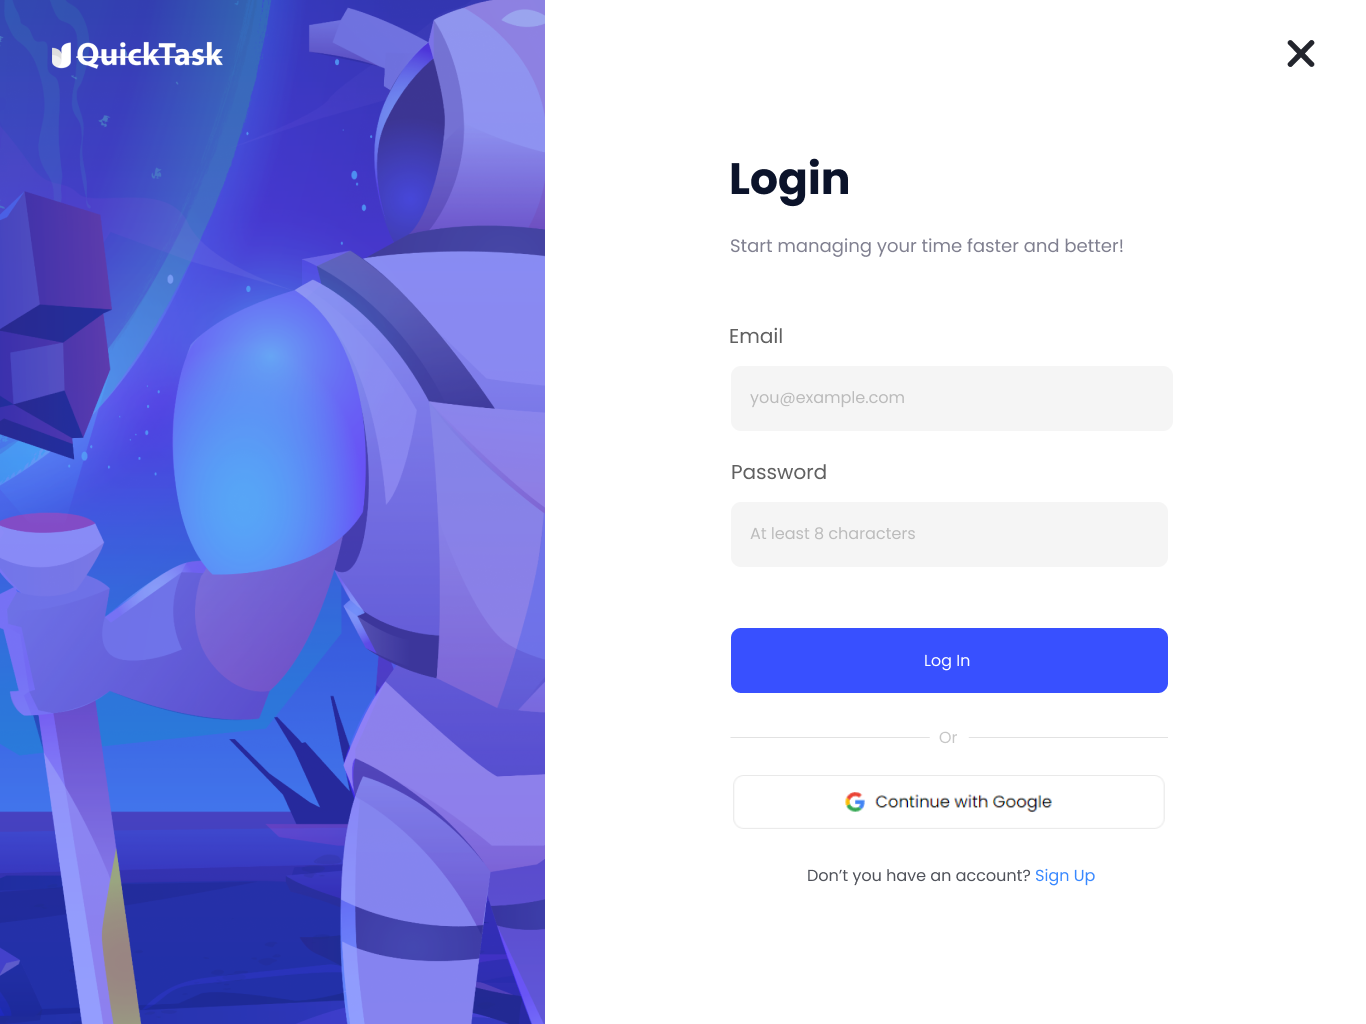 QuickTask
Login
Start managing your time faster and better!
Email
you@example.com
Password
At least 8 characters
Log In
Or
Continue with Google
Don’t you have an account? Sign Up